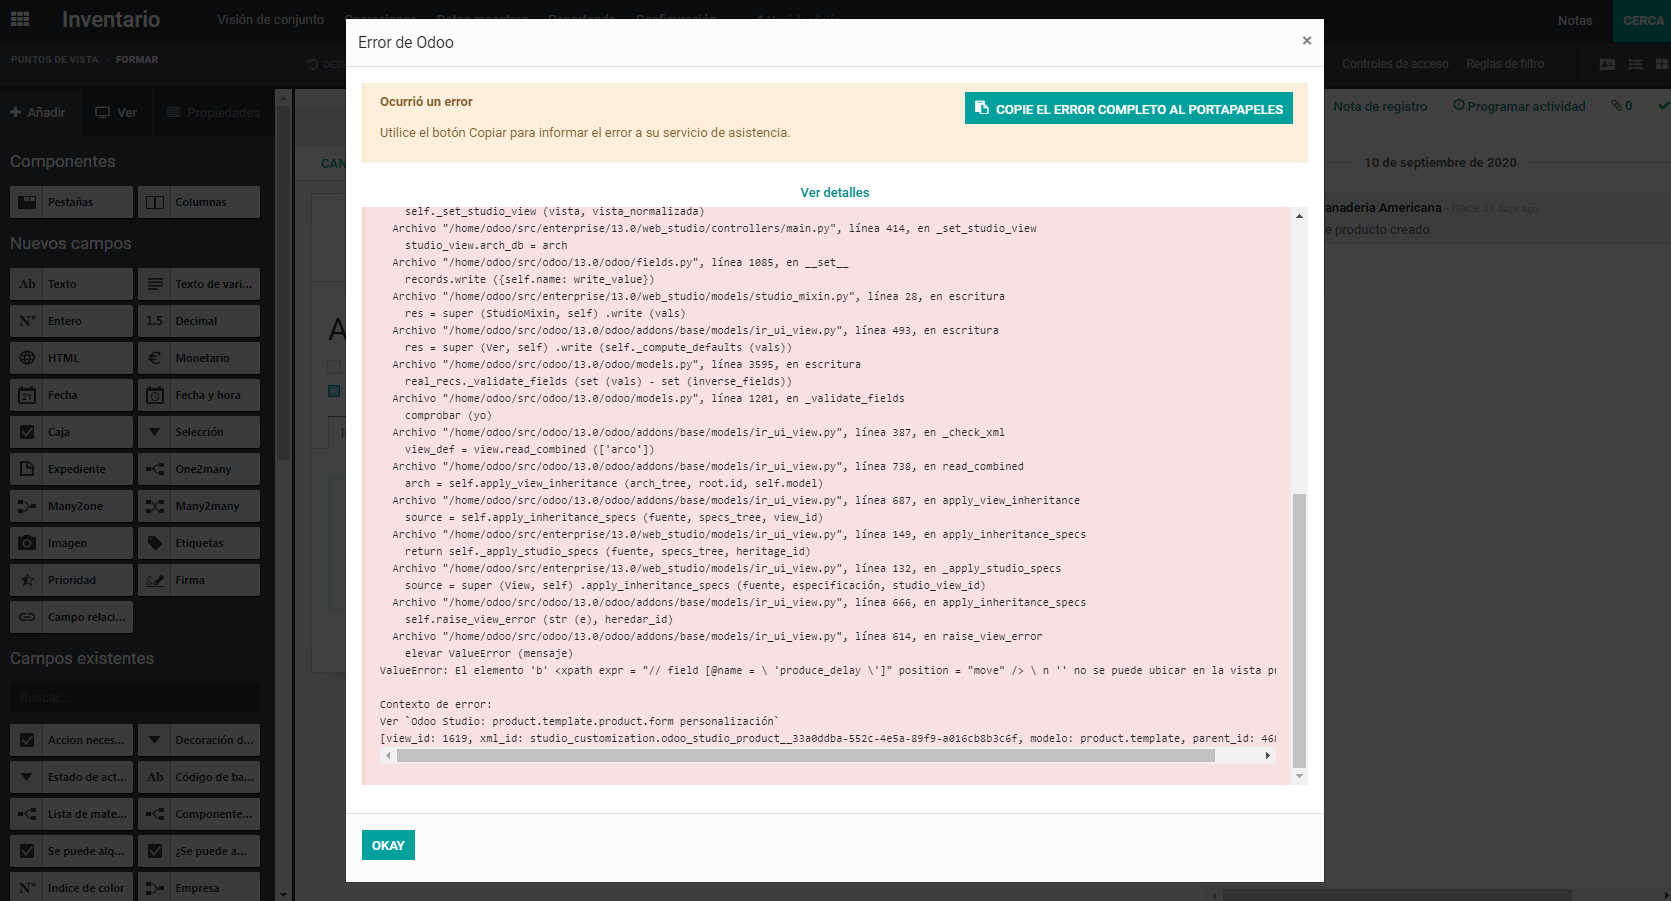 Inventario
Visión de conjunto
Operaciones
Datos maestros
Reportando
Configuración
Notas
CERCA
PUNTOS DE VISTA
FORMAR
Controles de acceso
Reglas de filtro
Añadir
Ver
Propiedades
Componentes
Pestañas
Columnas
Nuevos campos
Ab Texto
Texto de vari...
N° Entero
1.5 Decimal
HTML
€ Monetario
21 Fecha
Fecha y hora
Caja
Selección
Expediente
One2many
Many2one
Many2many
Imagen
Etiquetas
Prioridad
Firma
Campo relaci...
Campos existentes
Buscar...
Accion neces...
Decoración d...
Estado de act...
Ab Código de ba...
Lista de mate...
Componente...
Se puede alq...
¿Se puede a...
N° Indice de color
Empresa
CAN
A
Error de Odoo
×
Ocurrió un error
COPIE EL ERROR COMPLETO AL PORTAPAPELES
Utilice el botón Copiar para informar el error a su servicio de asistencia.
Ver detalles
self._set_studio_view (vista, vista_normalizada)
Archivo "/home/odoo/src/enterprise/13.0/web_studio/controllers/main.py", línea 414, en _set_studio_view
studio_view.arch_db = arch
Archivo "/home/odoo/src/odoo/13.0/odoo/fields.py", línea 1085, en __set__
records.write ({self.name: write_value})
Archivo "/home/odoo/src/enterprise/13.0/web_studio/models/studio_mixin.py", línea 28, en escritura
res = super (StudioMixin, self) .write (vals)
Archivo "/home/odoo/src/odoo/13.0/odoo/addons/base/models/ir_ui_view.py", línea 493, en escritura
res = super (Ver, self) .write (self._compute_defaults (vals))
Archivo "/home/odoo/src/odoo/13.0/odoo/models.py", línea 3595, en escritura
real_recs._validate_fields (set (vals) - set (inverse_fields))
Archivo "/home/odoo/src/odoo/13.0/odoo/models.py", línea 1201, en _validate_fields
comprobar (yo)
Archivo "/home/odoo/src/odoo/13.0/odoo/addons/base/models/ir_ui_view.py", línea 387, en _check_xml
view_def = view.read_combined (['arco'])
Archivo "/home/odoo/src/odoo/13.0/odoo/addons/base/models/ir_ui_view.py", línea 738, en read_combined
arch = self.apply_view_inheritance (arch_tree, root.id, self.model)
Archivo "/home/odoo/src/odoo/13.0/odoo/addons/base/models/ir_ui_view.py", línea 687, en apply_view_inheritance
source = self.apply_inheritance_specs (fuente, specs_tree, view_id)
Archivo "/home/odoo/src/enterprise/13.0/web_studio/models/ir_ui_view.py", línea 149, en apply_inheritance_specs
return self._apply_studio_specs (fuente, specs_tree, heritage_id)
Archivo "/home/odoo/src/enterprise/13.0/web_studio/models/ir_ui_view.py", línea 132, en _apply_studio_specs
source = super (View, self) .apply_inheritance_specs (fuente, especificación, studio_view_id)
Archivo "/home/odoo/src/odoo/13.0/odoo/addons/base/models/ir_ui_view.py", línea 666, en apply_inheritance_specs
self.raise_view_error (str (e), heredar_id)
Archivo "/home/odoo/src/odoo/13.0/odoo/addons/base/models/ir_ui_view.py", línea 614, en raise_view_error
elevar ValueError (mensaje)
ValueError: El elemento 'b' <xpath expr = "// field [@name = \ 'produce_delay \']" position = "move" /> \ n '' no se puede ubicar en la vista pr
Contexto de error:
Ver `Odoo Studio: product.template.product.form personalización`
[view_id: 1619, xml_id: studio_customization.odoo_studio_product__33a0ddba-552c-4e5a-89f9-a016cb8b3c6f, modelo: product.template, parent_id: 468
OKAY
Nota de registro
Programar actividad
0
10 de septiembre de 2020
anaderia Americana - hace 21 days ago
e producto creado